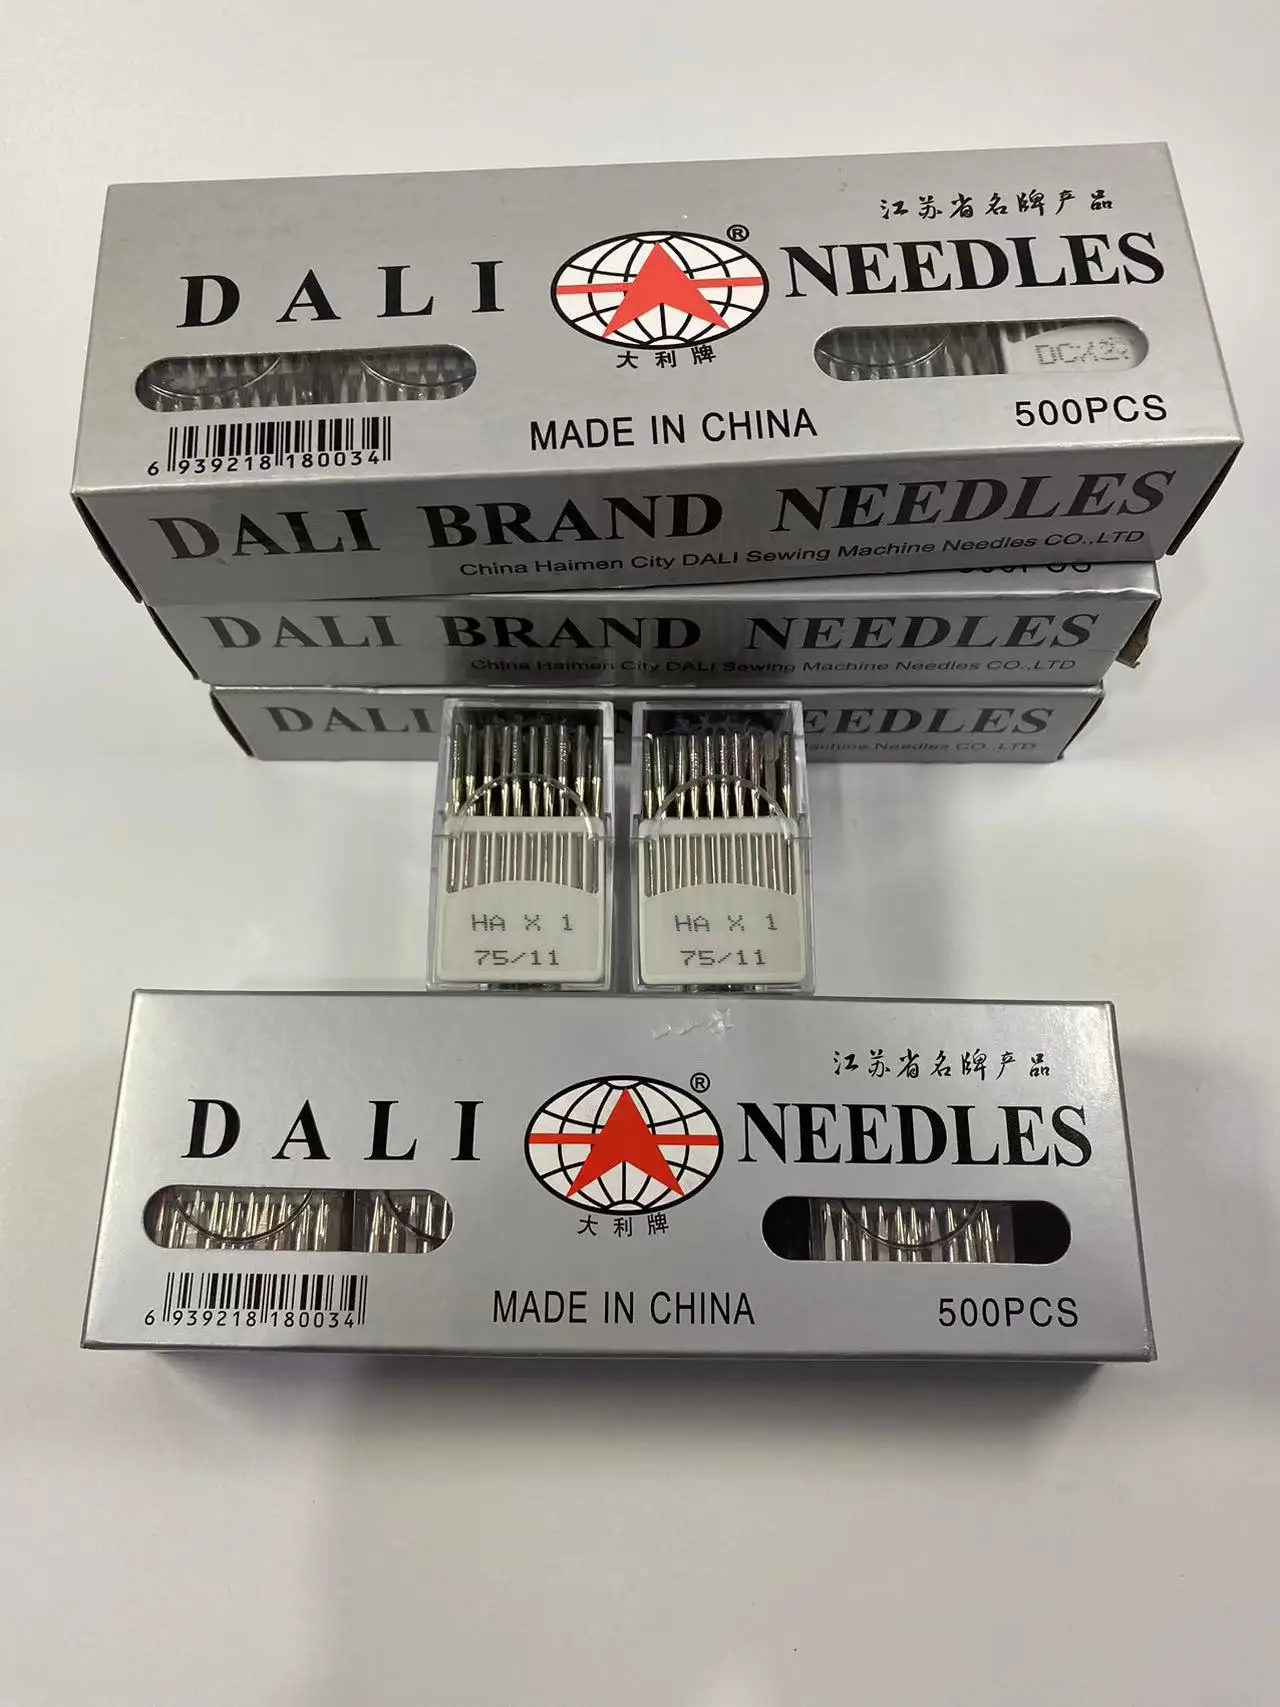 江苏省名牌产品
DALI ® NEEDLES
大利牌
DCX2
6 939218 180034
MADE IN CHINA
500PCS
DALI BRAND NEEDLES
China Haimen City DALI Sewing Machine Needles CO.,LTD
500PCS
DALI BRAND NEEDLES
China Haimen City DALI Sewing Machine Needles CO.,LTD
DALI EEDLES
Needles CO.,LTD
HA X 1
75/11
HA X 1
75/11
江苏省名牌产品
DALI ® NEEDLES
大利牌
6 939218 180034
MADE IN CHINA
500PCS